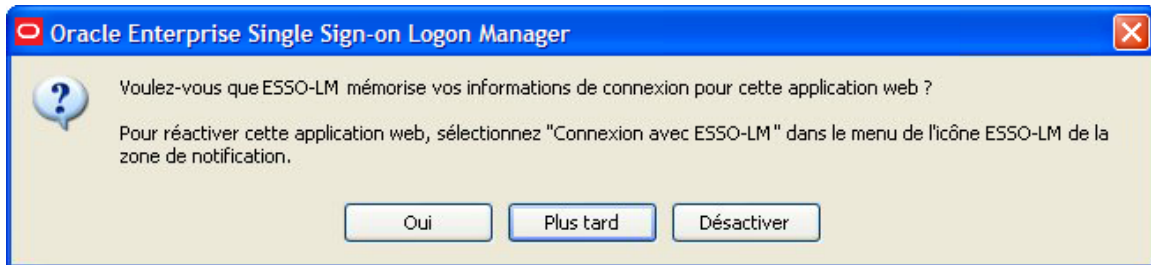 Oracle Enterprise Single Sign-on Logon Manager
Voulez-vous que ESSO-LM mémorise vos informations de connexion pour cette application web ?
Pour réactiver cette application web, sélectionnez "Connexion avec ESSO-LM" dans le menu de l'icône ESSO-LM de la
zone de notification.
Oui Plus tard Désactiver